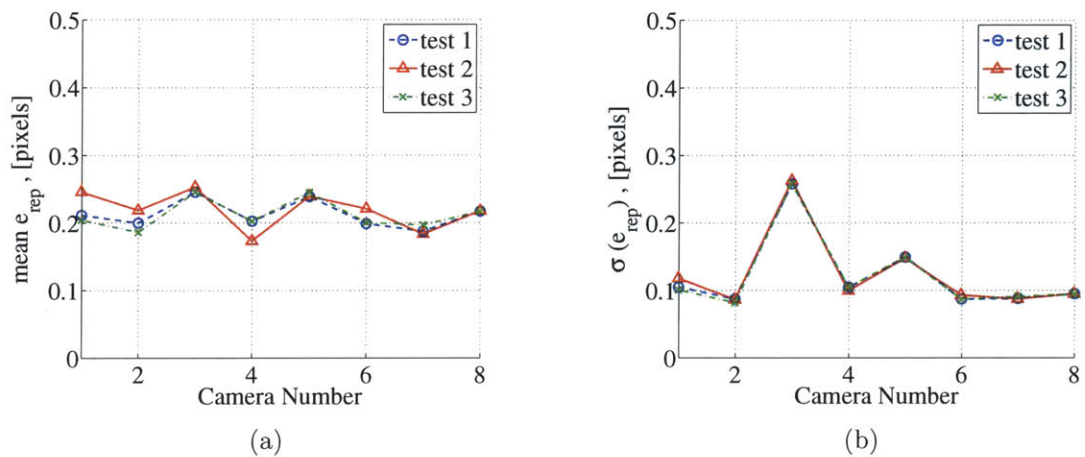 mean e_rep , [pixels]
0.5
0.4
0.3
0.2
0.1
0
2
4
6
8
Camera Number
test 1
test 2
test 3
(a)
σ (e_rep) , [pixels]
0.5
0.4
0.3
0.2
0.1
0
2
4
6
8
Camera Number
test 1
test 2
test 3
(b)